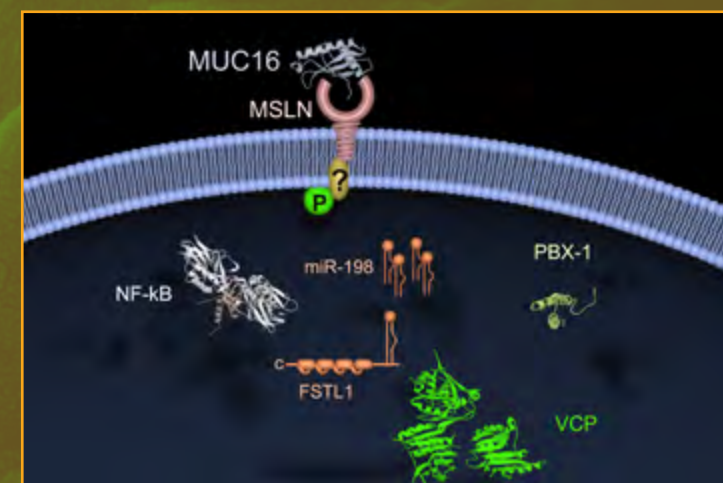 MUC16
MSLN
?
P
miR-198
PBX-1
NF-kB
C
FSTL1
VCP